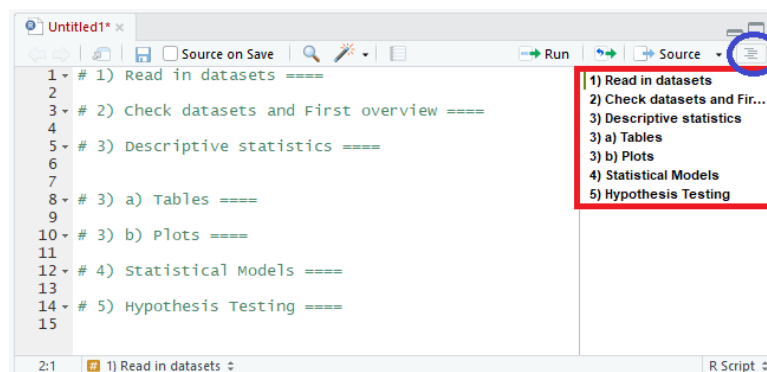 Untitled1* ×
Source on Save Run Source
1 # 1) Read in datasets ====
2
3 # 2) Check datasets and First overview ====
4
5 # 3) Descriptive statistics ====
6
7
8 # 3) a) Tables ====
9
10 # 3) b) Plots ====
11
12 # 4) Statistical Models ====
13
14 # 5) Hypothesis Testing ====
15
1) Read in datasets
2) Check datasets and Fir...
3) Descriptive statistics
3) a) Tables
3) b) Plots
4) Statistical Models
5) Hypothesis Testing
2:1 # 1) Read in datasets R Script